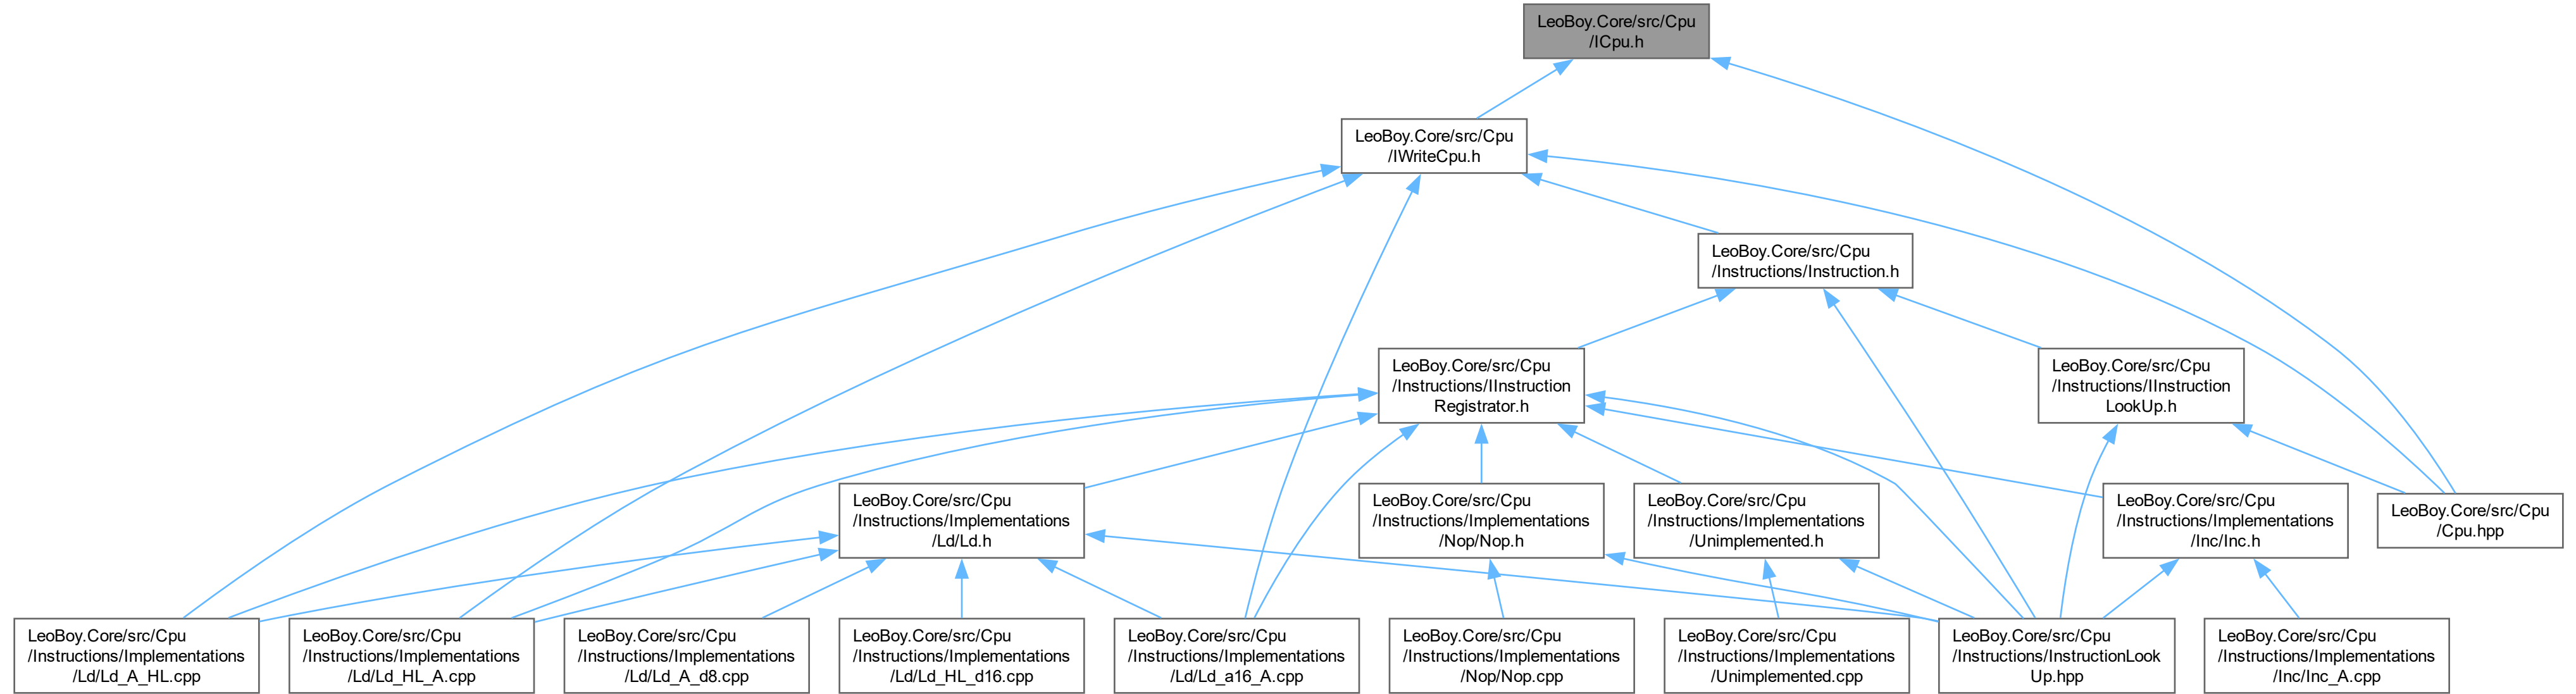 LeoBoy.Core/src/Cpu
/ICpu.h
LeoBoy.Core/src/Cpu
/IWriteCpu.h
LeoBoy.Core/src/Cpu
/Instructions/Instruction.h
LeoBoy.Core/src/Cpu
/Instructions/IInstruction
Registrator.h
LeoBoy.Core/src/Cpu
/Instructions/IInstruction
LookUp.h
LeoBoy.Core/src/Cpu
/Instructions/Implementations
/Ld/Ld.h
LeoBoy.Core/src/Cpu
/Instructions/Implementations
/Nop/Nop.h
LeoBoy.Core/src/Cpu
/Instructions/Implementations
/Unimplemented.h
LeoBoy.Core/src/Cpu
/Instructions/Implementations
/Inc/Inc.h
LeoBoy.Core/src/Cpu
/Cpu.hpp
LeoBoy.Core/src/Cpu
/Instructions/Implementations
/Ld/Ld_A_HL.cpp
LeoBoy.Core/src/Cpu
/Instructions/Implementations
/Ld/Ld_HL_A.cpp
LeoBoy.Core/src/Cpu
/Instructions/Implementations
/Ld/Ld_A_d8.cpp
LeoBoy.Core/src/Cpu
/Instructions/Implementations
/Ld/Ld_HL_d16.cpp
LeoBoy.Core/src/Cpu
/Instructions/Implementations
/Ld/Ld_a16_A.cpp
LeoBoy.Core/src/Cpu
/Instructions/Implementations
/Nop/Nop.cpp
LeoBoy.Core/src/Cpu
/Instructions/Implementations
/Unimplemented.cpp
LeoBoy.Core/src/Cpu
/Instructions/InstructionLook
Up.hpp
LeoBoy.Core/src/Cpu
/Instructions/Implementations
/Inc/Inc_A.cpp